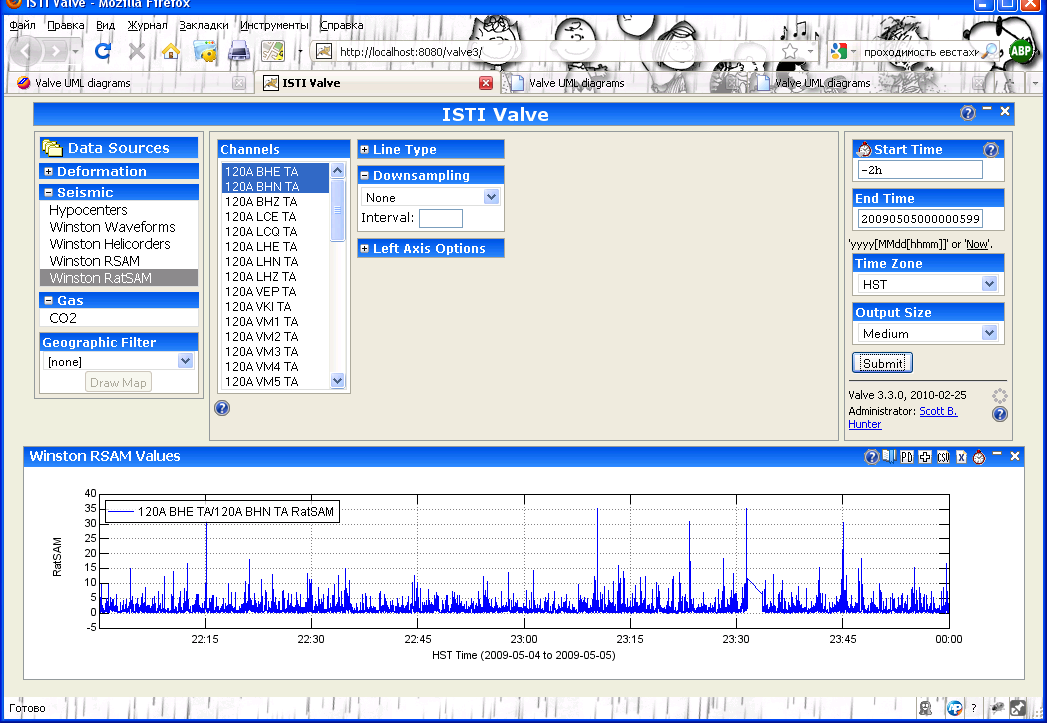 ISTI Valve - Mozilla Firefox
Файл Правка Вид Журнал Закладки Инструменты Справка
http://localhost:8080/valve3/
проходимость евстахи
ABP
Valve UML diagrams
ISTI Valve
Valve UML diagrams
Valve UML diagrams
ISTI Valve
Data Sources
Deformation
Seismic
Hypocenters
Winston Waveforms
Winston Helicorders
Winston RSAM
Winston RatSAM
Gas
CO2
Geographic Filter
[none]
Draw Map
Channels
120A BHE TA
120A BHN TA
120A BHZ TA
120A LCE TA
120A LCQ TA
120A LHE TA
120A LHN TA
120A LHZ TA
120A VEP TA
120A VKI TA
120A VM1 TA
120A VM2 TA
120A VM3 TA
120A VM4 TA
120A VM5 TA
Line Type
Downsampling
None
Interval:
Left Axis Options
Start Time
-2h
End Time
20090505000000599
'yyyy[MMdd[hhmm]]' or 'Now'.
Time Zone
HST
Output Size
Medium
Submit
Valve 3.3.0, 2010-02-25
Administrator: Scott B.
Hunter
Winston RSAM Values
PD
CSV
X
40
35
30
25
20
15
10
5
0
-5
RatSAM
120A BHE TA/120A BHN TA RatSAM
22:15 22:30 22:45 23:00 23:15 23:30 23:45 00:00
HST Time (2009-05-04 to 2009-05-05)
Готово
?